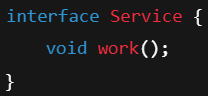 interface Service {
    void work();
}